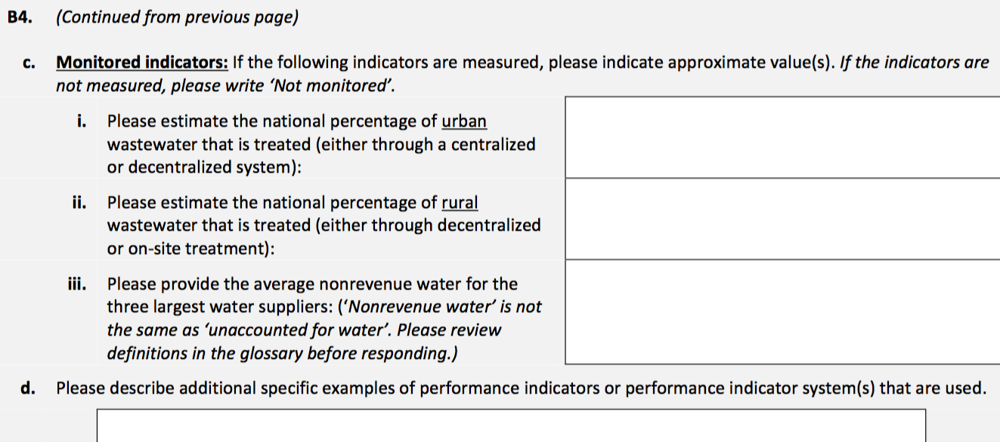 B4. (Continued from previous page)
c. Monitored indicators: If the following indicators are measured, please indicate approximate value(s). If the indicators are
not measured, please write ‘Not monitored’.
i. Please estimate the national percentage of urban
wastewater that is treated (either through a centralized
or decentralized system):
ii. Please estimate the national percentage of rural
wastewater that is treated (either through decentralized
or on-site treatment):
iii. Please provide the average nonrevenue water for the
three largest water suppliers: (‘Nonrevenue water’ is not
the same as ‘unaccounted for water’. Please review
definitions in the glossary before responding.)
d. Please describe additional specific examples of performance indicators or performance indicator system(s) that are used.